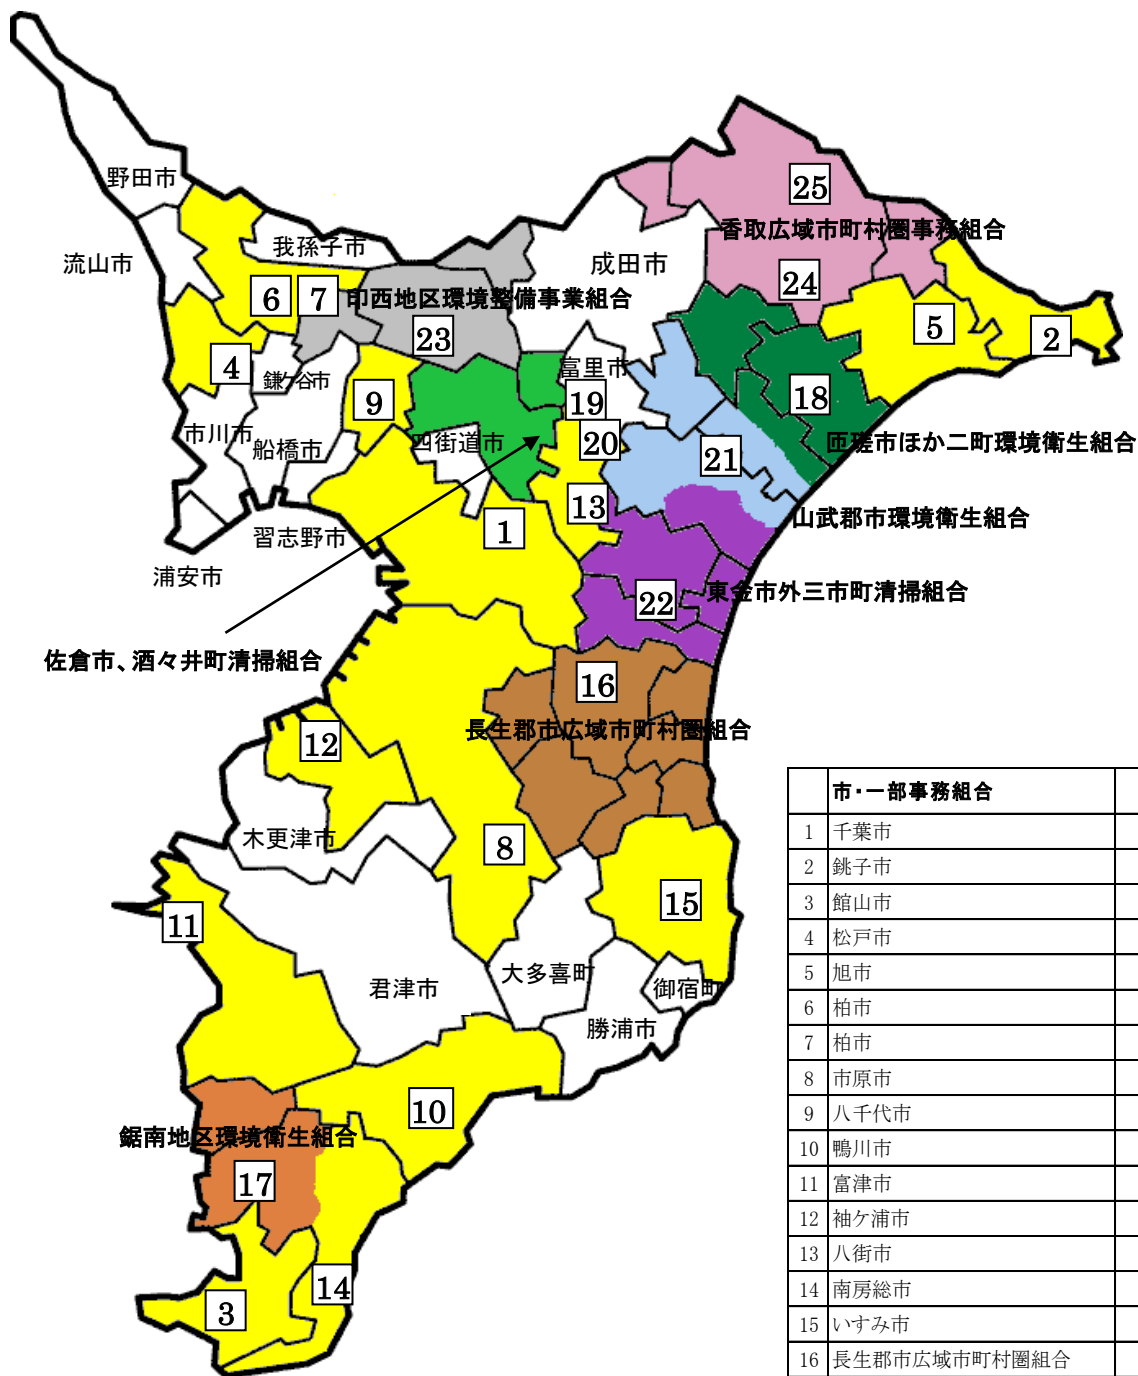 野田市
25
香取広域市町村圏事務組合
我孫子市
流山市
成田市
24
6
7
印西地区環境整備事業組合
5
2
23
4
鎌ケ谷市
富里市
9
19
18
市川市
船橋市
四街道市
20
21
匝瑳市ほか二町環境衛生組合
13
1
山武郡市環境衛生組合
習志野市
浦安市
22
東金市外三市町清掃組合
佐倉市、酒々井町清掃組合
16
長生郡市広域市町村圏組合
12
木更津市
8
15
11
君津市
大多喜町
御宿町
勝浦市
10
鋸南地区環境衛生組合
17
14
3
市・一部事務組合
1 千葉市
2 銚子市
3 館山市
4 松戸市
5 旭市
6 柏市
7 柏市
8 市原市
9 八千代市
10 鴨川市
11 富津市
12 袖ケ浦市
13 八街市
14 南房総市
15 いすみ市
16 長生郡市広域市町村圏組合